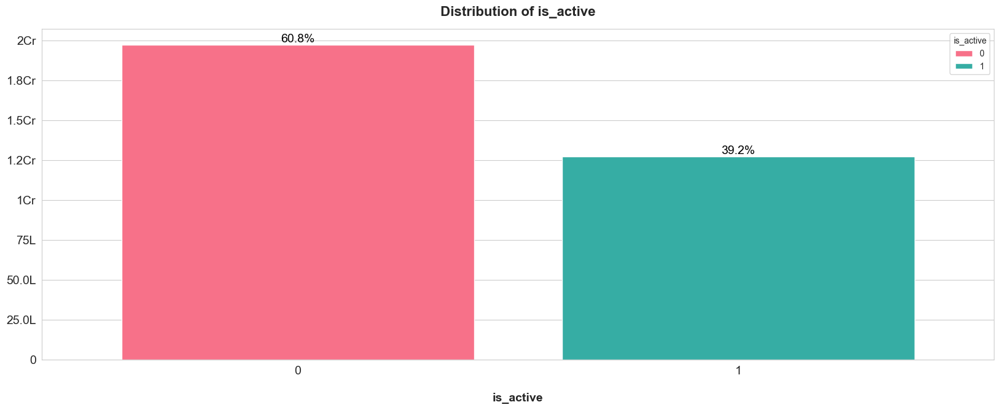 Distribution of is_active
2Cr
1.8Cr
1.5Cr
1.2Cr
1Cr
75L
50.0L
25.0L
0
60.8%
39.2%
is_active
0
1
0
1
is_active